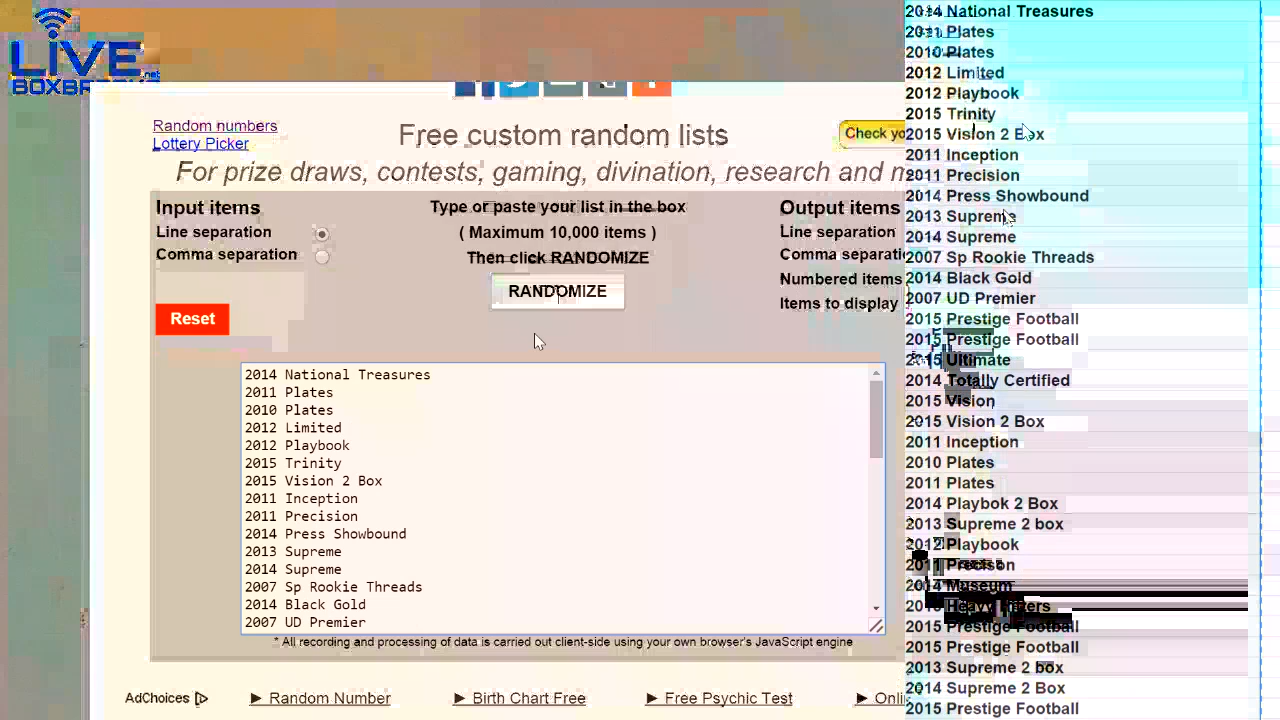 LIVE
BOXBREAKS.net
Random numbers
Lottery Picker
Free custom random lists
Check yo
For prize draws, contests, gaming, divination, research and m
Input items
Line separation
Comma separation
Reset
Type or paste your list in the box
( Maximum 10,000 items )
Then click RANDOMIZE
RANDOMIZE
Output items
Line separation
Comma separatio
Numbered items
Items to display
2014 National Treasures
2011 Plates
2010 Plates
2012 Limited
2012 Playbook
2015 Trinity
2015 Vision 2 Box
2011 Inception
2011 Precision
2014 Press Showbound
2013 Supreme
2014 Supreme
2007 Sp Rookie Threads
2014 Black Gold
2007 UD Premier
* All recording and processing of data is carried out client-side using your own browser's JavaScript engine
AdChoices
► Random Number
► Birth Chart Free
► Free Psychic Test
► Onli
2014 National Treasures
2011 Plates
2010 Plates
2012 Limited
2012 Playbook
2015 Trinity
2015 Vision 2 Box
2011 Inception
2011 Precision
2014 Press Showbound
2013 Supreme
2014 Supreme
2007 Sp Rookie Threads
2014 Black Gold
2007 UD Premier
2015 Prestige Football
2015 Prestige Football
2015 Ultimate
2014 Totally Certified
2015 Vision
2015 Vision 2 Box
2011 Inception
2010 Plates
2011 Plates
2014 Playbok 2 Box
2013 Supreme 2 box
2012 Playbook
2011 Precison
2014 Museum
Heavy
2015 Prestige Football
2015 Prestige Football
2013 Supreme 2 box
2014 Supreme 2 Box
2015 Prestige Football